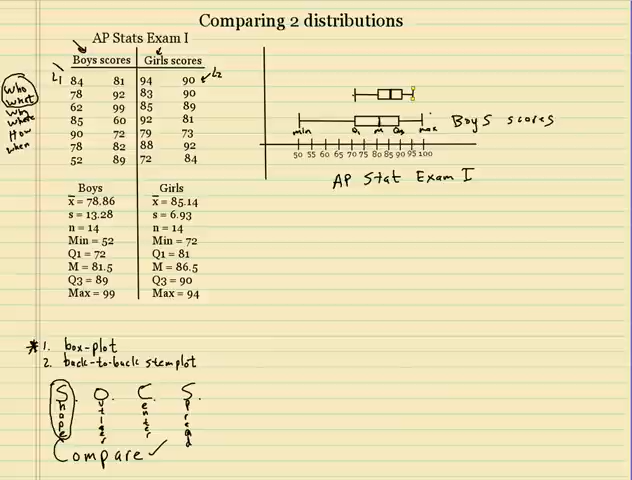 Comparing 2 distributions
AP Stats Exam I
L1 Boys scores Girls scores L2
84 81 94 90
78 92 83 90
62 99 85 89
85 60 92 81
90 72 79 73
78 82 88 92
52 89 72 84
who
what
why
where
How
when
Boys scores
min Q1 M Q3 max
50 55 60 65 70 75 80 85 90 95 100
AP Stat Exam I
Boys Girls
x̄ = 78.86 x̄ = 85.14
s = 13.28 s = 6.93
n = 14 n = 14
Min = 52 Min = 72
Q1 = 72 Q1 = 81
M = 81.5 M = 86.5
Q3 = 89 Q3 = 90
Max = 99 Max = 94
* 1. box-plot
2. back-to-back stemplot
Shape Outlier Center Spread
Compare ✓